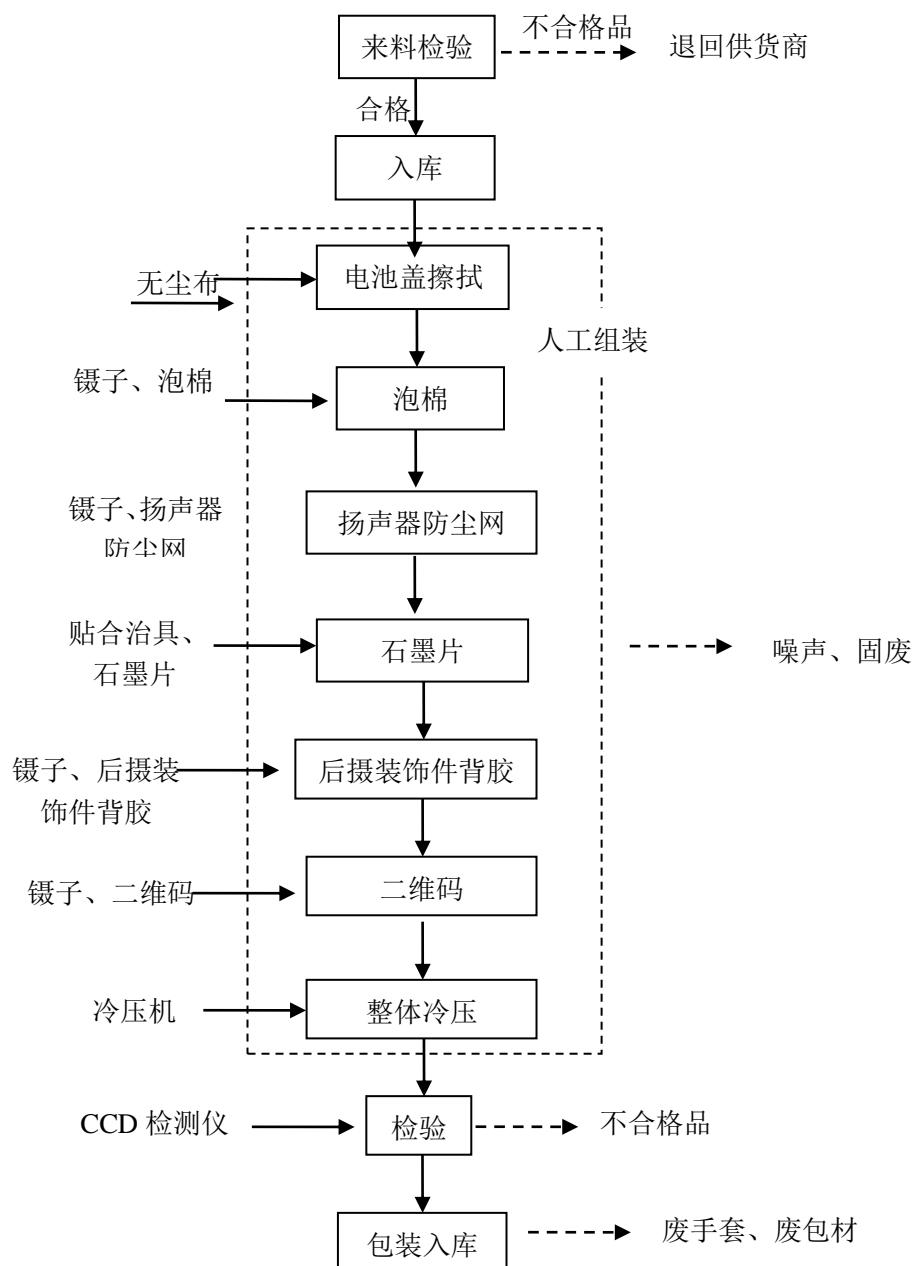 不合格品
来料检验
退回供货商
合格
入库
电池盖擦拭
无尘布
人工组装
镊子、泡棉
泡棉
镊子、扬声器
防尘网
扬声器防尘网
贴合治具、
石墨片
石墨片
噪声、固废
镊子、后摄装
饰件背胶
后摄装饰件背胶
镊子、二维码
二维码
冷压机
整体冷压
CCD 检测仪
检验
不合格品
包装入库
废手套、废包材